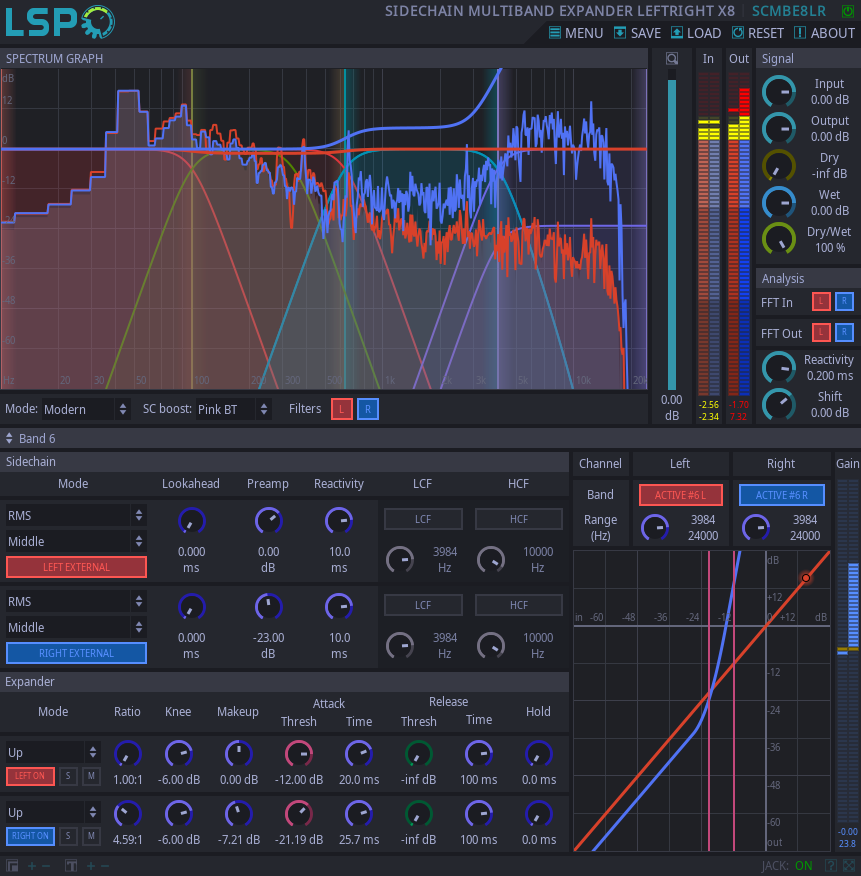 LSP
SIDECHAIN MULTIBAND EXPANDER LEFTRIGHT X8 SCMBE8LR
MENU SAVE LOAD RESET ABOUT
SPECTRUM GRAPH In Out Signal
dB
12
0
-12
-24
-36
-48
-60
Hz 20 30 50 100 200 300 500 1k 2k 3k 5k 10k 20k
Input
0.00 dB
Output
0.00 dB
Dry
-inf dB
Wet
0.00 dB
Dry/Wet
100 %
Analysis
FFT In L R
FFT Out L R
Reactivity
0.200 ms
Shift
0.00 dB
0.00
dB
-2.56 -1.70
-2.34 7.32
Mode: Modern SC boost: Pink BT Filters L R
Band 6
Sidechain
Mode Lookahead Preamp Reactivity LCF HCF
RMS
Middle
LEFT EXTERNAL
0.000 0.00 10.0
ms dB ms
LCF HCF
3984 10000
Hz Hz
RMS
Middle
RIGHT EXTERNAL
0.000 -23.00 10.0
ms dB ms
LCF HCF
3984 10000
Hz Hz
Expander
Mode Ratio Knee Makeup Attack Release Hold
Thresh Time Thresh Time
Up
LEFT ON S M
1.00:1 -6.00 dB 0.00 dB -12.00 dB 20.0 ms -inf dB 100 ms 0.0 ms
Up
RIGHT ON S M
4.59:1 -6.00 dB -7.21 dB -21.19 dB 25.7 ms -inf dB 100 ms 0.0 ms
Channel Left Right Gain
Band ACTIVE #6 L ACTIVE #6 R
Range
(Hz)
3984
24000
3984
24000
dB
+12
in -60 -48 -36 -24 -12 0 +12 dB
-12
-24
-36
-48
-60
out
-0.00
23.8
JACK: ON ?